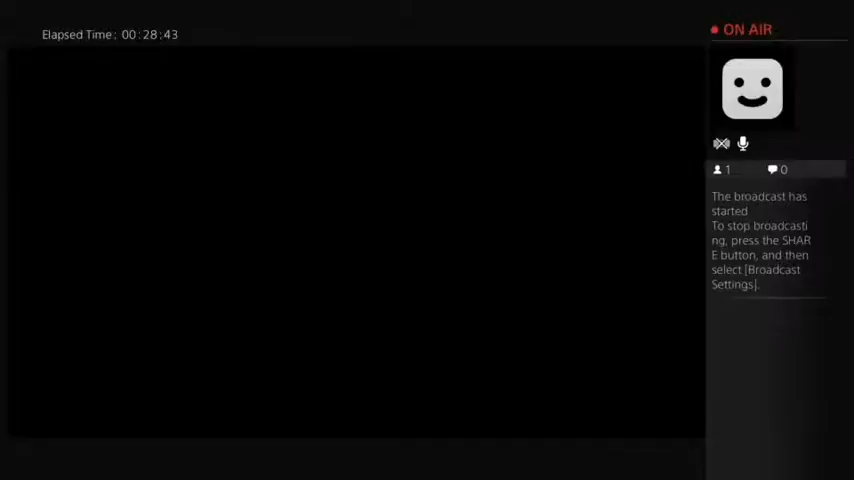 Elapsed Time: 00:28:43
ON AIR
1
0
The broadcast has
started
To stop broadcasti
ng, press the SHAR
E button, and then
select [Broadcast
Settings].